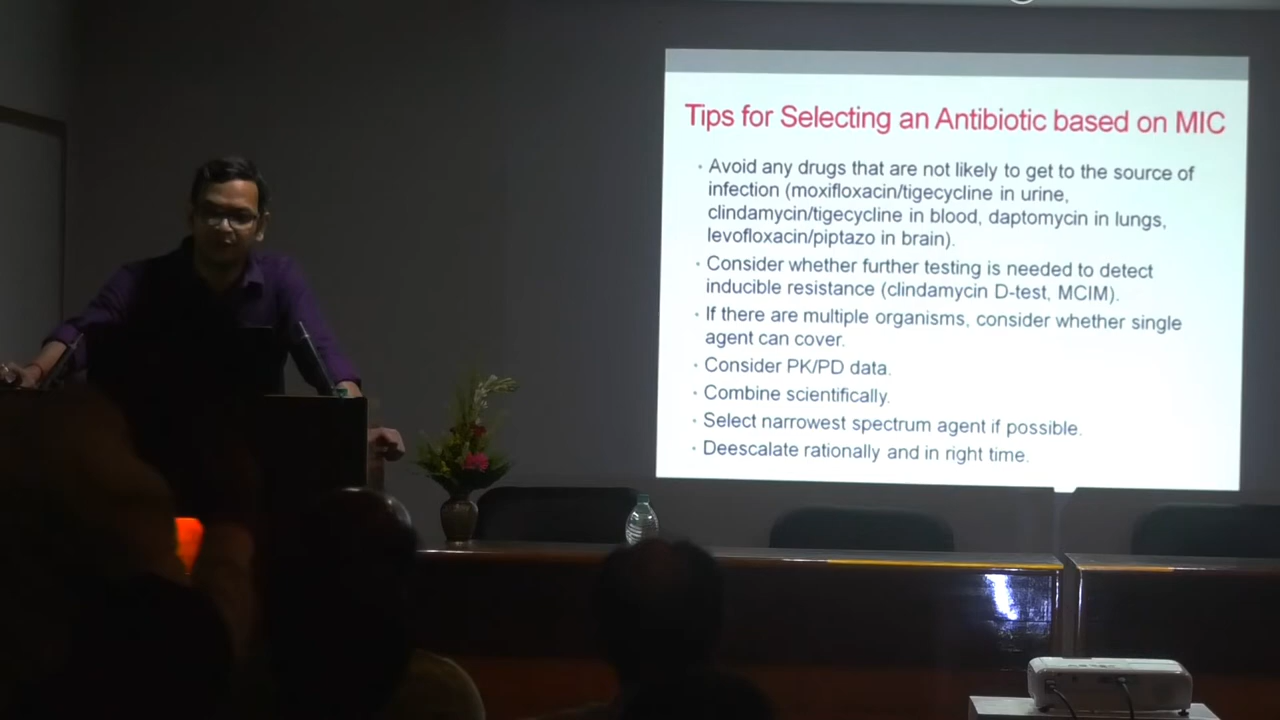 Tips for Selecting an Antibiotic based on MIC
• Avoid any drugs that are not likely to get to the source of
infection (moxifloxacin/tigecycline in urine,
clindamycin/tigecycline in blood, daptomycin in lungs,
levofloxacin/piptazo in brain).
• Consider whether further testing is needed to detect
inducible resistance (clindamycin D-test, MCIM).
• If there are multiple organisms, consider whether single
agent can cover.
• Consider PK/PD data.
• Combine scientifically.
• Select narrowest spectrum agent if possible.
• Deescalate rationally and in right time.